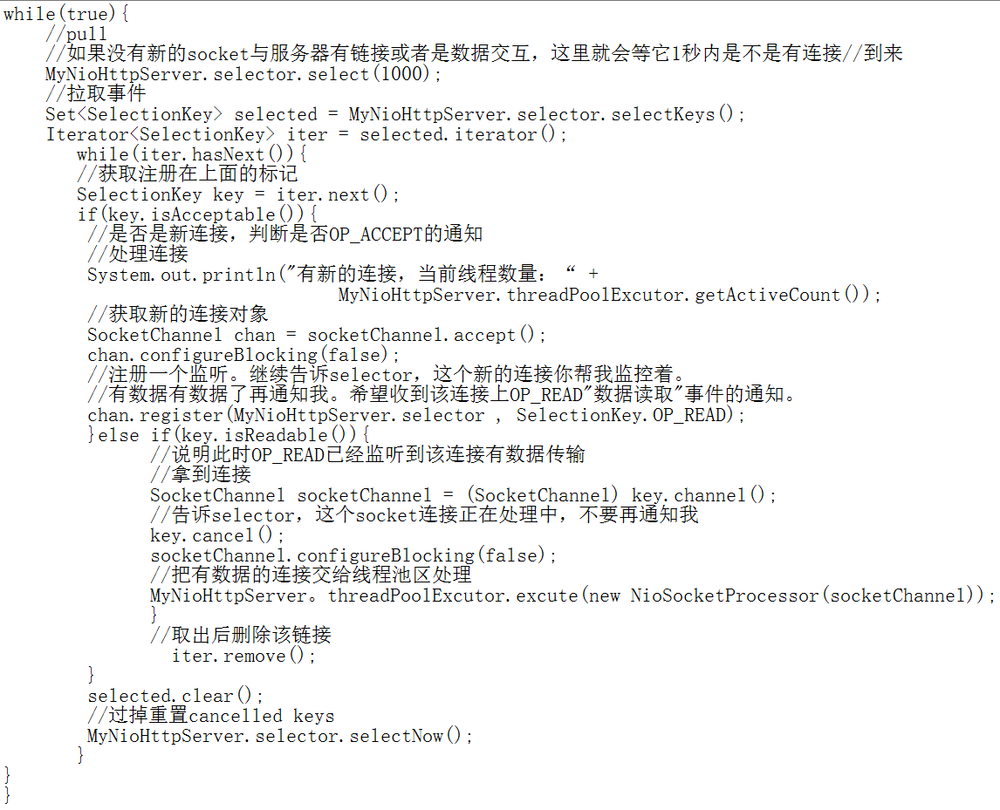 while(true){
//pull
//如果没有新的socket与服务器有链接或者是数据交互，这里就会等它1秒内是不是有连接//到来
MyNioHttpServer.selector.select(1000);
//拉取事件
Set<SelectionKey> selected = MyNioHttpServer.selector.selectKeys();
Iterator<SelectionKey> iter = selected.iterator();
while(iter.hasNext()){
//获取注册在上面的标记
SelectionKey key = iter.next();
if(key.isAcceptable()){
//是否是新连接，判断是否OP_ACCEPT的通知
//处理连接
System.out.println("有新的连接，当前线程数量：“ +
MyNioHttpServer.threadPoolExcutor.getActiveCount());
//获取新的连接对象
SocketChannel chan = socketChannel.accept();
chan.configureBlocking(false);
//注册一个监听。继续告诉selector，这个新的连接你帮我监控着。
//有数据有数据了再通知我。希望收到该连接上OP_READ"数据读取"事件的通知。
chan.register(MyNioHttpServer.selector , SelectionKey.OP_READ);
}else if(key.isReadable()){
//说明此时OP_READ已经监听到该连接有数据传输
//拿到连接
SocketChannel socketChannel = (SocketChannel) key.channel();
//告诉selector，这个socket连接正在处理中，不要再通知我
key.cancel();
socketChannel.configureBlocking(false);
//把有数据的连接交给线程池区处理
MyNioHttpServer。threadPoolExcutor.excute(new NioSocketProcessor(socketChannel));
}
//取出后删除该链接
iter.remove();
}
selected.clear();
//过掉重置cancelled keys
MyNioHttpServer.selector.selectNow();
}
}
}